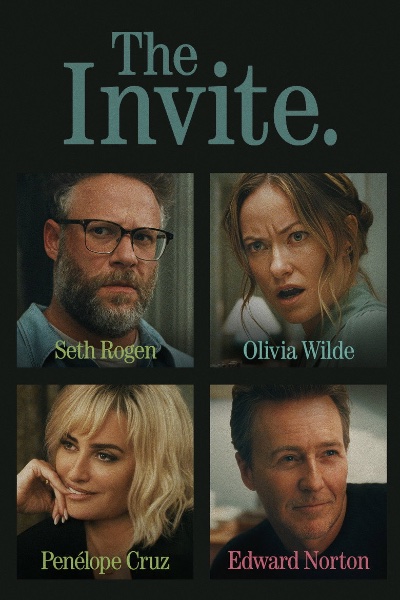 The
Invite.
Seth Rogen
Olivia Wilde
Penélope Cruz
Edward Norton